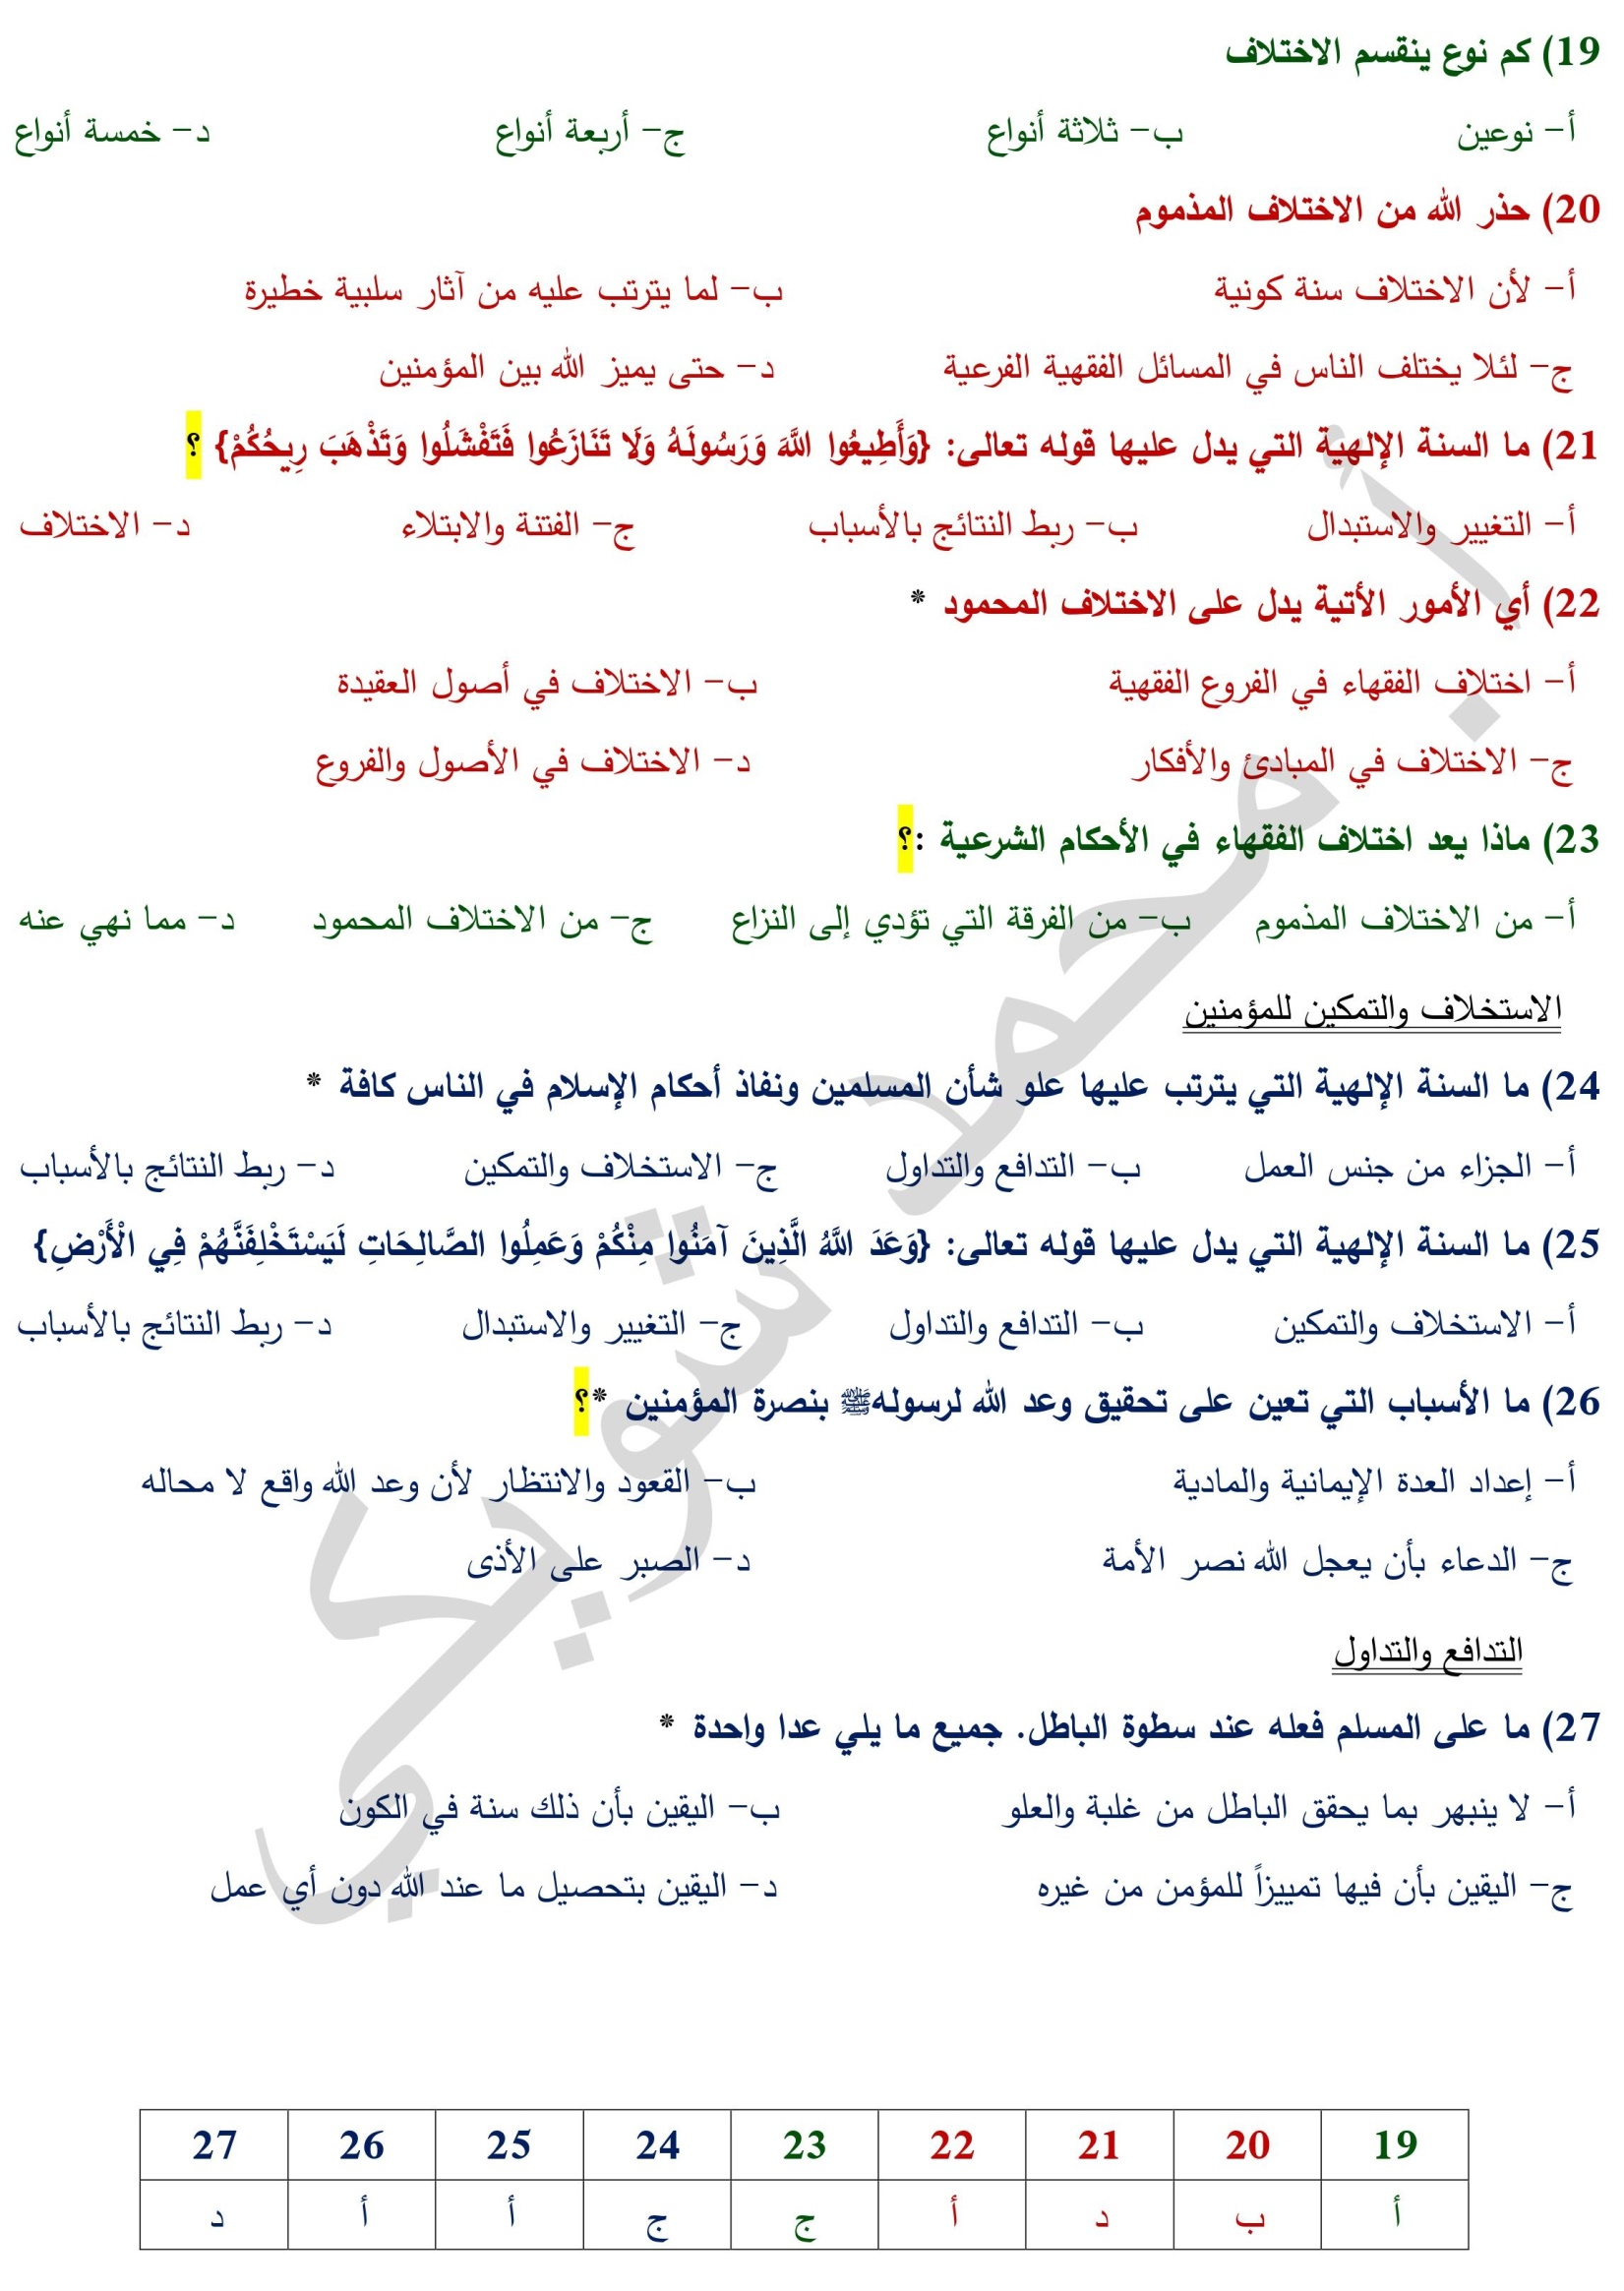 19) كم نوع ينقسم الاختلاف
أ- نوعين ب- ثلاثة أنواع ج- أربعة أنواع د- خمسة أنواع
20) حذر الله من الاختلاف المذموم
أ- لأن الاختلاف سنة كونية ب- لما يترتب عليه من آثار سلبية خطيرة
ج- لئلا يختلف الناس في المسائل الفقهية الفرعية د- حتى يميز الله بين المؤمنين
21) ما السنة الإلهية التي يدل عليها قوله تعالى: {وَأَطِيعُوا اللَّهَ وَرَسُولَهُ وَلَا تَنَازَعُوا فَتَفْشَلُوا وَتَذْهَبَ رِيحُكُمْ} ؟
أ- التغيير والاستبدال ب- ربط النتائج بالأسباب ج- الفتنة والابتلاء د- الاختلاف
22) أي الأمور الأتية يدل على الاختلاف المحمود *
أ- اختلاف الفقهاء في الفروع الفقهية ب- الاختلاف في أصول العقيدة
ج- الاختلاف في المبادئ والأفكار د- الاختلاف في الأصول والفروع
23) ماذا يعد اختلاف الفقهاء في الأحكام الشرعية :؟
أ- من الاختلاف المذموم ب- من الفرقة التي تؤدي إلى النزاع ج- من الاختلاف المحمود د- مما نهي عنه
الاستخلاف والتمكين للمؤمنين
24) ما السنة الإلهية التي يترتب عليها علو شأن المسلمين ونفاذ أحكام الإسلام في الناس كافة *
أ- الجزاء من جنس العمل ب- التدافع والتداول ج- الاستخلاف والتمكين د- ربط النتائج بالأسباب
25) ما السنة الإلهية التي يدل عليها قوله تعالى: {وَعَدَ اللَّهُ الَّذِينَ آمَنُوا مِنْكُمْ وَعَمِلُوا الصَّالِحَاتِ لَيَسْتَخْلِفَنَّهُمْ فِي الْأَرْضِ}
أ- الاستخلاف والتمكين ب- التدافع والتداول ج- التغيير والاستبدال د- ربط النتائج بالأسباب
26) ما الأسباب التي تعين على تحقيق وعد الله لرسولهﷺ بنصرة المؤمنين *؟
أ- إعداد العدة الإيمانية والمادية ب- القعود والانتظار لأن وعد الله واقع لا محاله
ج- الدعاء بأن يعجل الله نصر الأمة د- الصبر على الأذى
التدافع والتداول
27) ما على المسلم فعله عند سطوة الباطل. جميع ما يلي عدا واحدة *
أ- لا ينبهر بما يحقق الباطل من غلبة والعلو ب- اليقين بأن ذلك سنة في الكون
ج- اليقين بأن فيها تمييزاً للمؤمن من غيره د- اليقين بتحصيل ما عند الله دون أي عمل
19 20 21 22 23 24 25 26 27
أ ب د أ ج ج أ أ د
أ. محمد شويكي